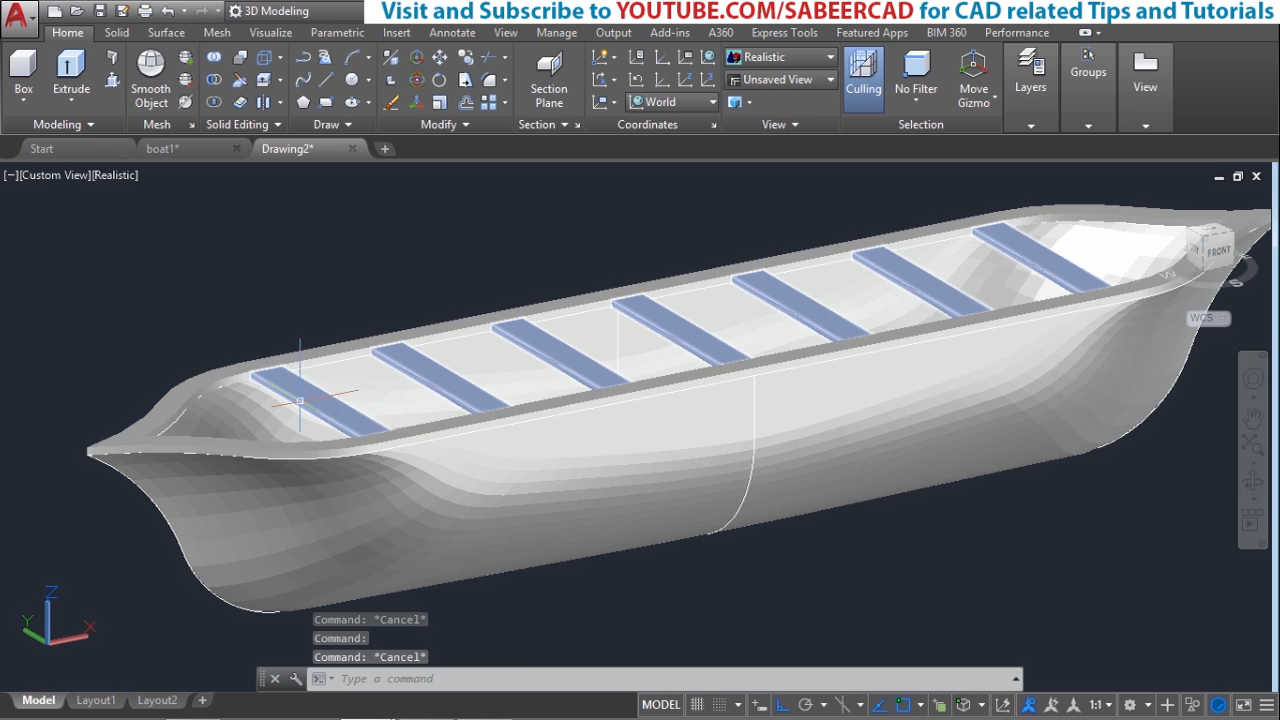 Visit and Subscribe to YOUTUBE.COM/SABEERCAD for CAD related Tips and Tutorials
3D Modeling
Home Solid Surface Mesh Visualize Parametric Insert Annotate View Manage Output Add-ins A360 Express Tools Featured Apps BIM 360 Performance
Box Extrude Smooth Object Section Plane World Realistic Unsaved View Culling No Filter Move Gizmo Layers Groups View
Modeling Mesh Solid Editing Draw Modify Section Coordinates View Selection
Start boat1* Drawing2*
[−][Custom View][Realistic]
FRONT
W
S
WCS
Z
Y
X
Command: *Cancel*
Command:
Command: *Cancel*
Type a command
Model Layout1 Layout2
MODEL 1:1